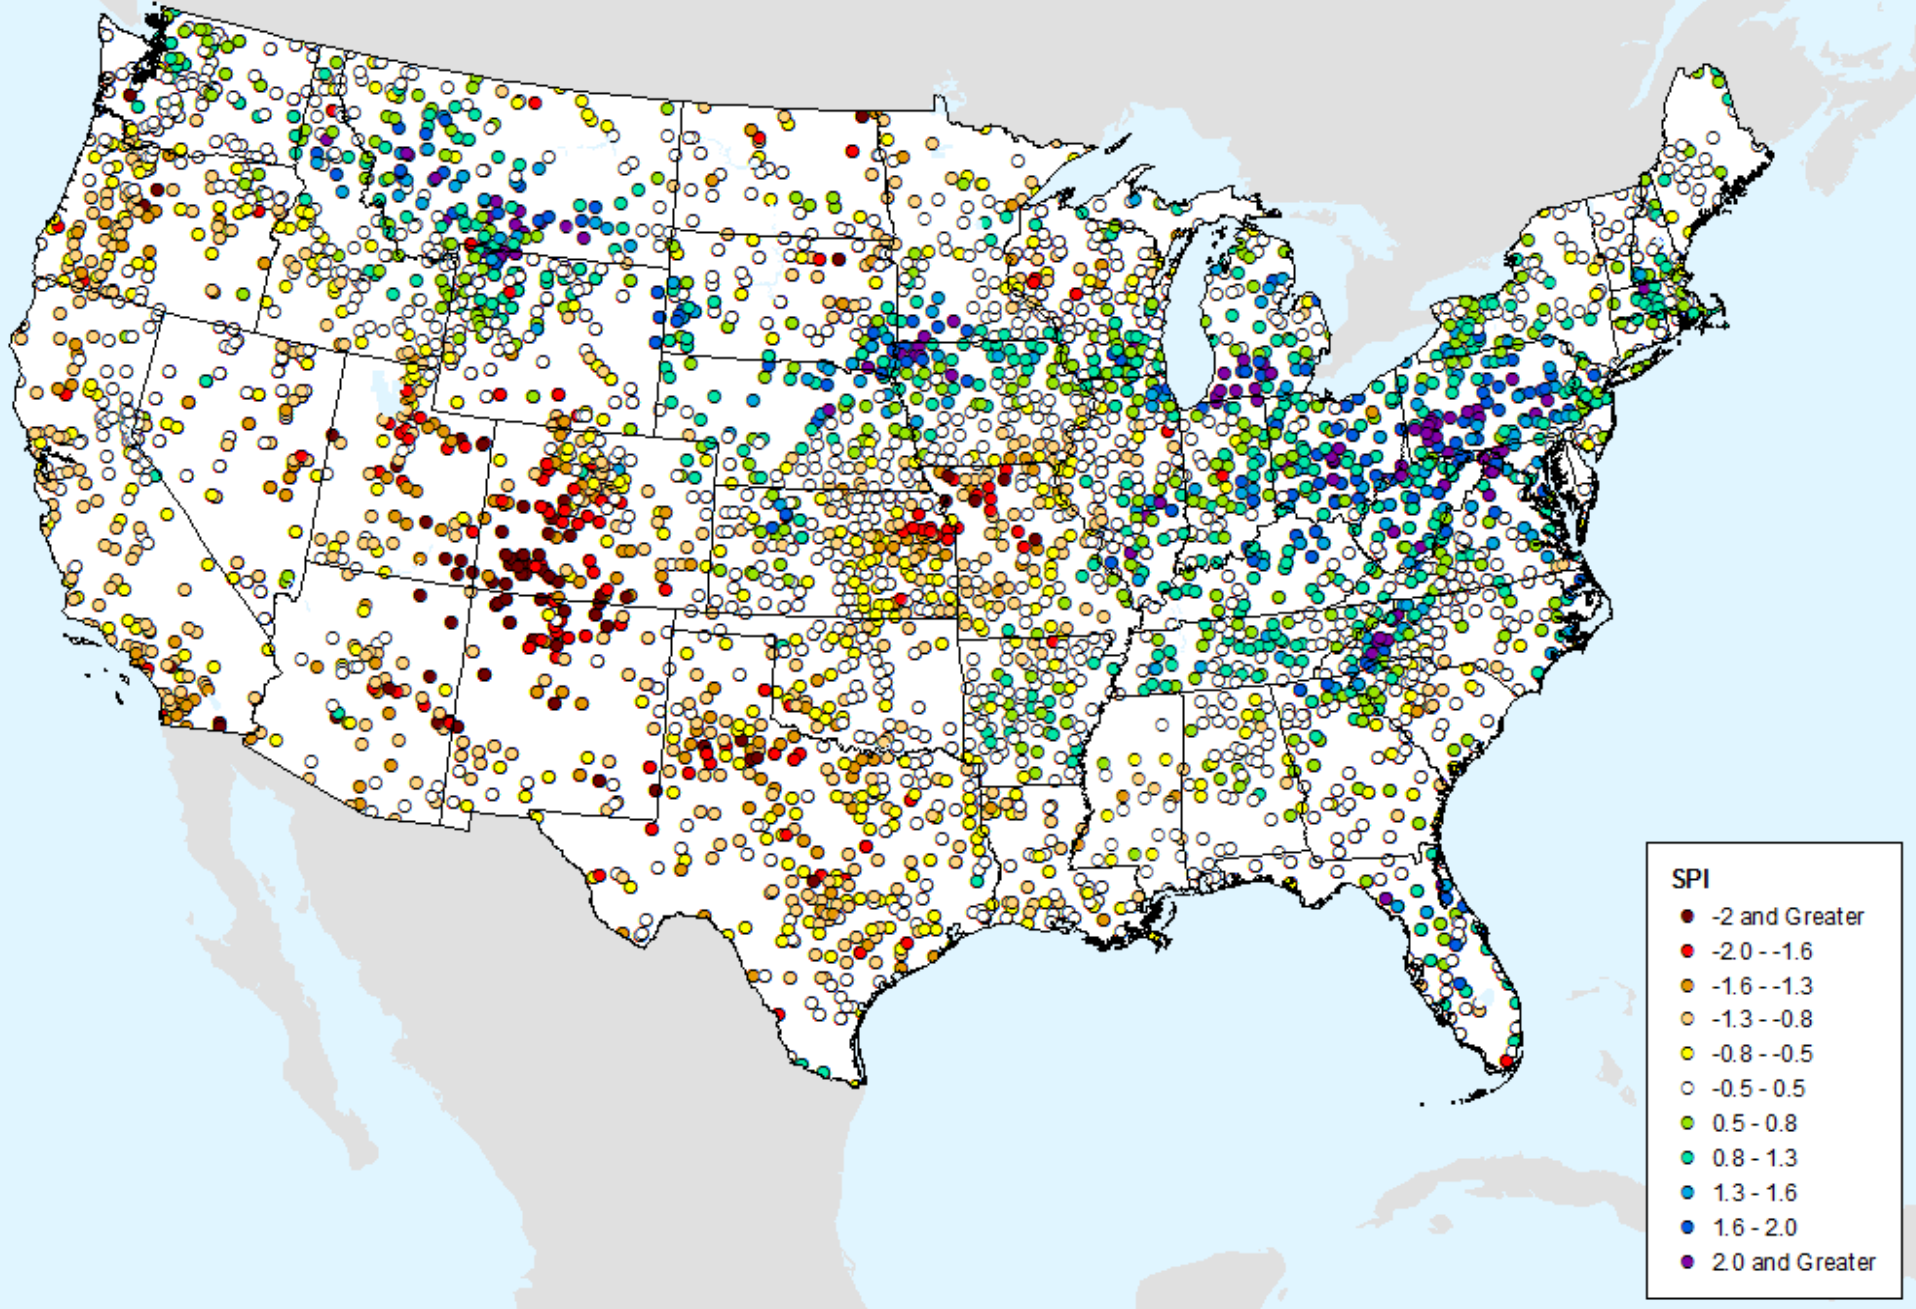 SPI
-2 and Greater
-2.0 - -1.6
-1.6 - -1.3
-1.3 - -0.8
-0.8 - -0.5
-0.5 - 0.5
0.5 - 0.8
0.8 - 1.3
1.3 - 1.6
1.6 - 2.0
2.0 and Greater